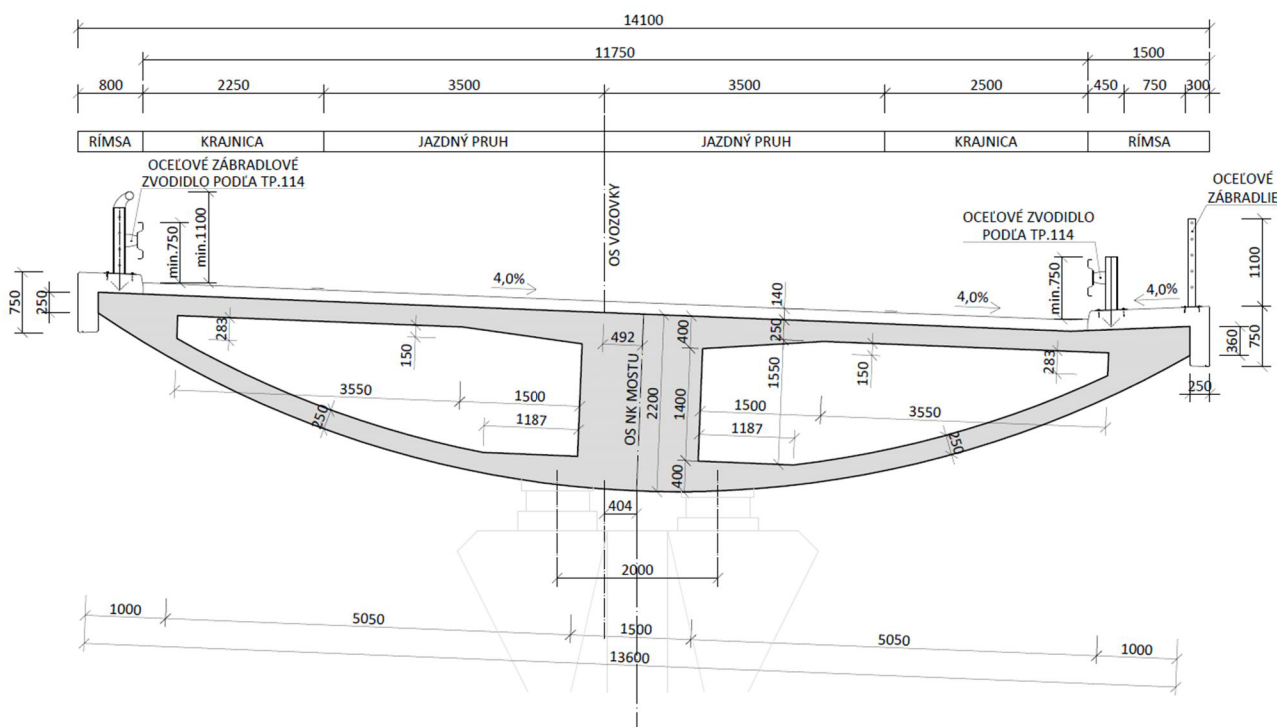 14100
11750
1500
800
2250
3500
3500
2500
450
750
300
RÍMSA
KRAJNICA
JAZDNÝ PRUH
JAZDNÝ PRUH
KRAJNICA
RÍMSA
OCEĽOVÉ ZÁBRADLOVÉ
ZVODIDLO PODĽA TP.114
OS VOZOVKY
OCEĽOVÉ
ZÁBRADLIE
OCEĽOVÉ ZVODIDLO
PODĽA TP.114
min.750
min.1100
min.750
1100
750
250
4,0%
140
4,0%
4,0%
283
150
492
400
250
150
283
360
750
250
3550
1500
1187
250
OS NK MOSTU
2200
1400
1550
1500
1187
3550
250
400
404
2000
1000
5050
1500
5050
1000
13600